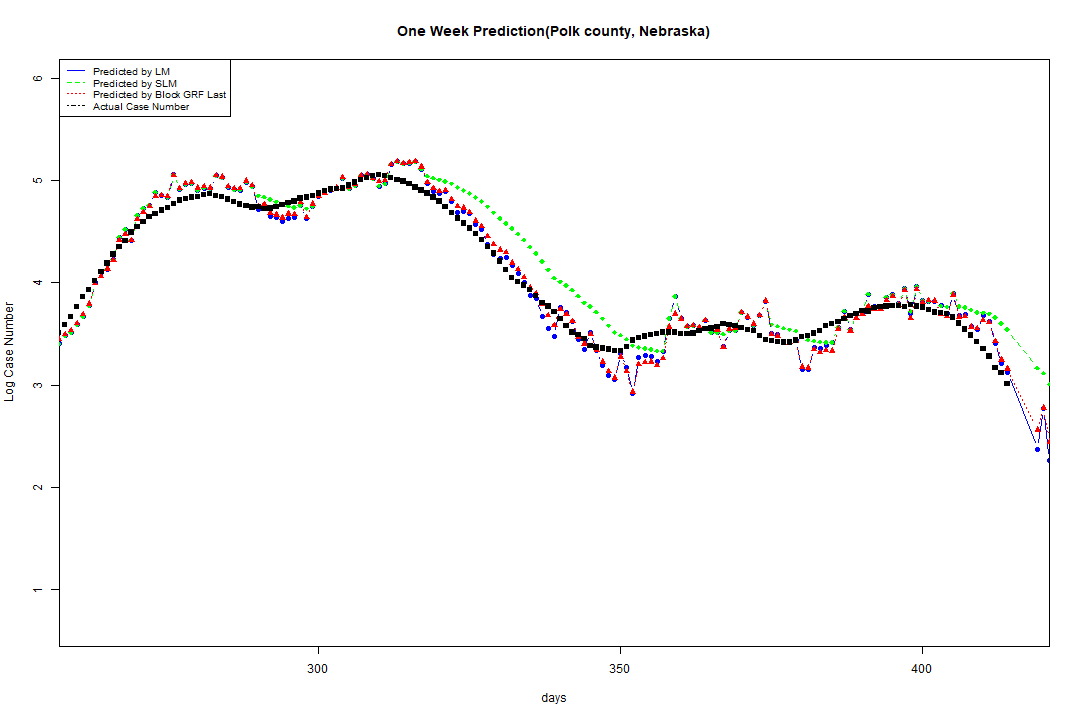 One Week Prediction(Polk county, Nebraska)
Predicted by LM
Predicted by SLM
Predicted by Block GRF Last
Actual Case Number
6
5
4
3
2
1
Log Case Number
300
350
400
days